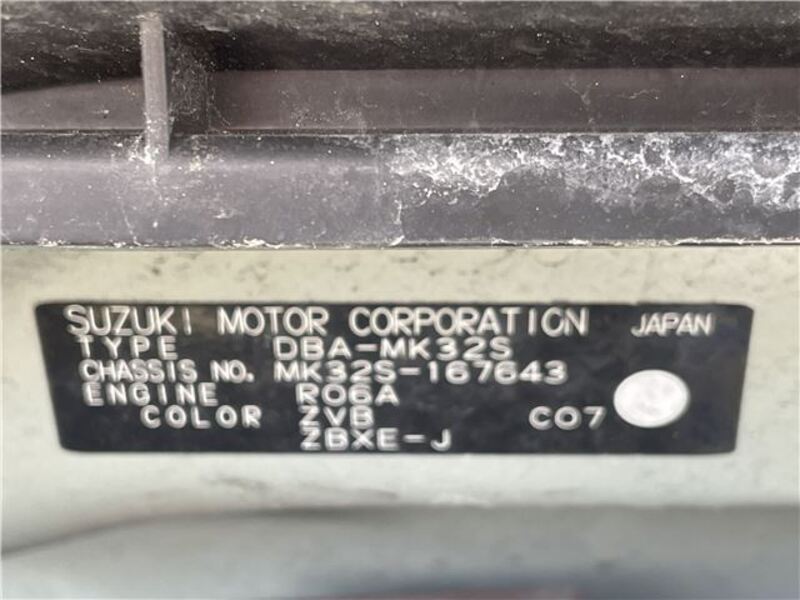 SUZUKI MOTOR CORPORATION JAPAN
TYPE DBA-MK32S
CHASSIS NO. MK32S-167643
ENGINE R06A
COLOR ZVB C07
ZBXE-J